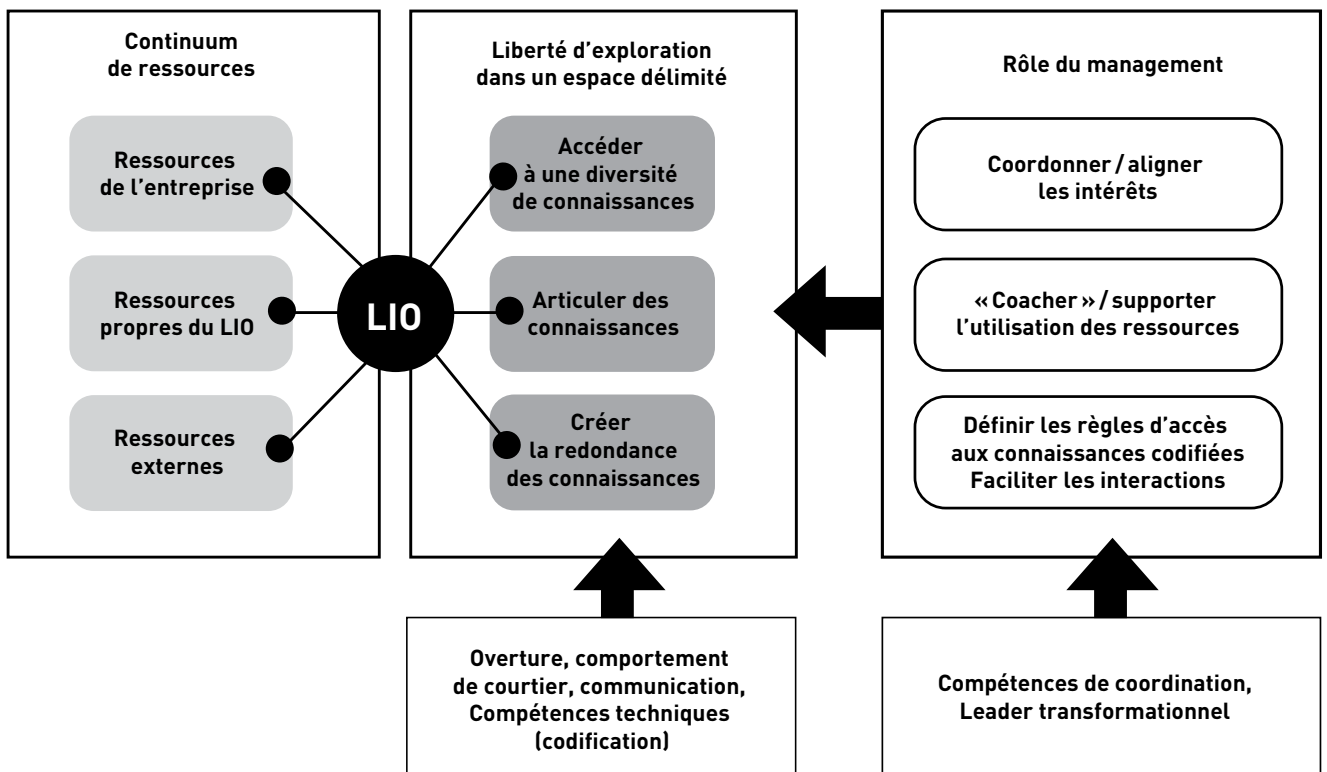 Continuum
de ressources
Ressources
de l’entreprise
Ressources
propres du LIO
Ressources
externes
LIO
Liberté d’exploration
dans un espace délimité
Accéder
à une diversité
de connaissances
Articuler des
connaissances
Créer
la redondance
des connaissances
Rôle du management
Coordonner / aligner
les intérêts
« Coacher » / supporter
l’utilisation des ressources
Définir les règles d’accès
aux connaissances codifiées
Faciliter les interactions
Overture, comportement
de courtier, communication,
Compétences techniques
(codification)
Compétences de coordination,
Leader transformationnel